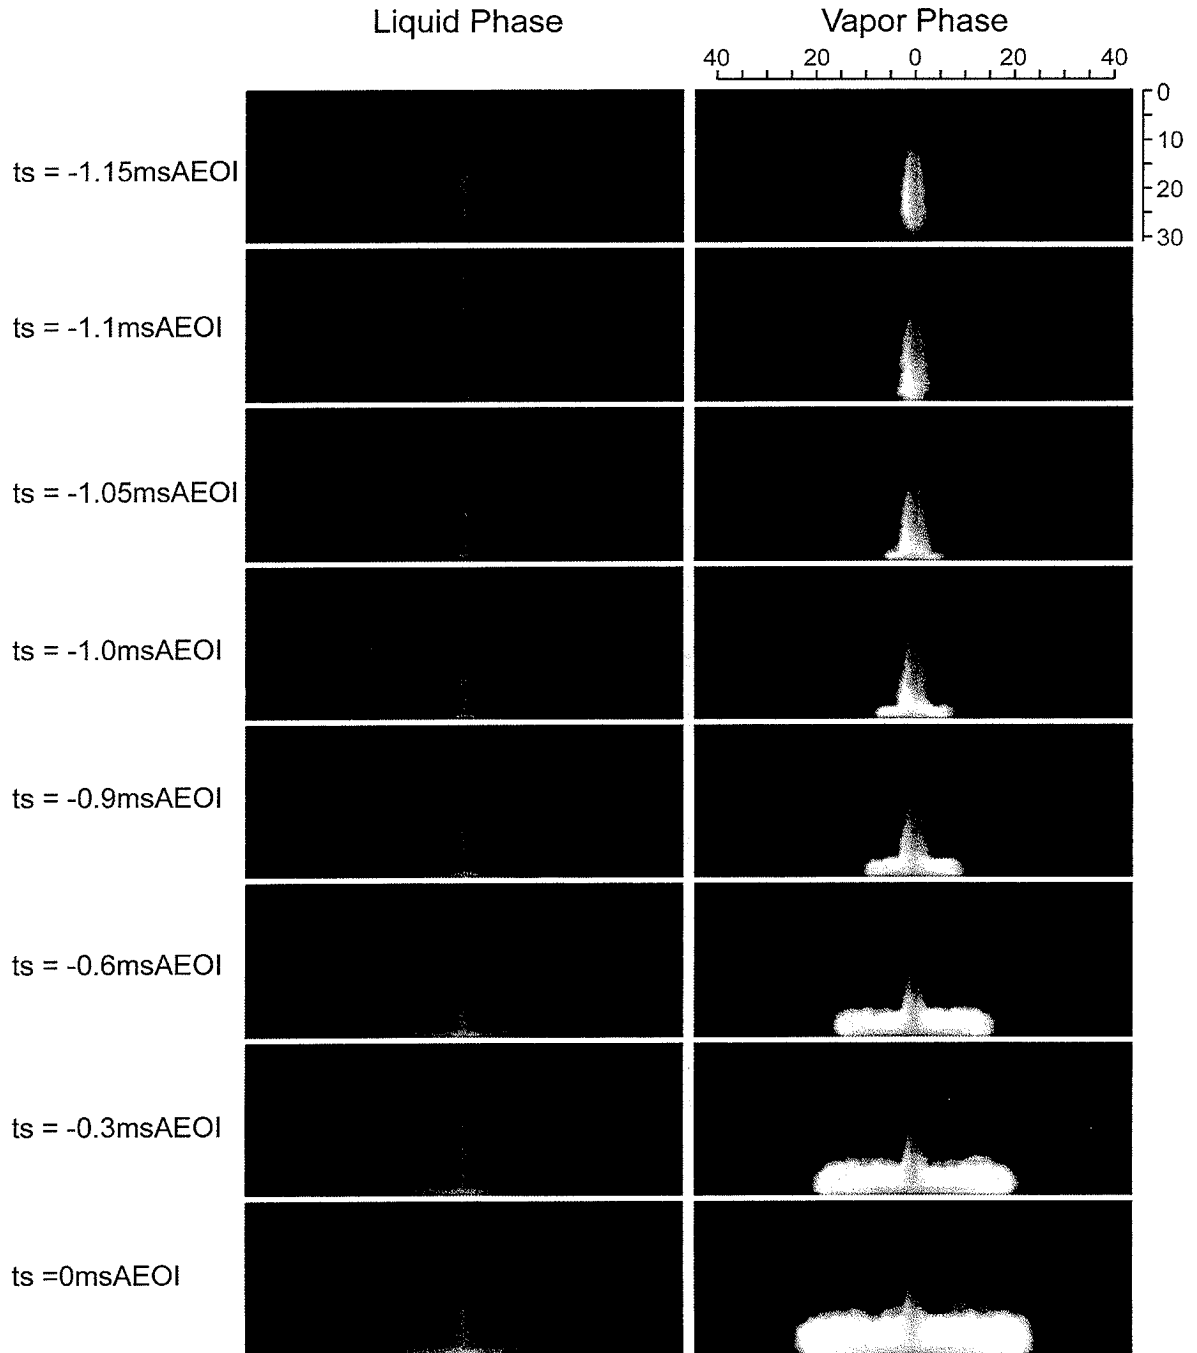 Liquid Phase Vapor Phase
40 20 0 20 40
0
10
20
30
ts = -1.15msAEOI
ts = -1.1msAEOI
ts = -1.05msAEOI
ts = -1.0msAEOI
ts = -0.9msAEOI
ts = -0.6msAEOI
ts = -0.3msAEOI
ts =0msAEOI